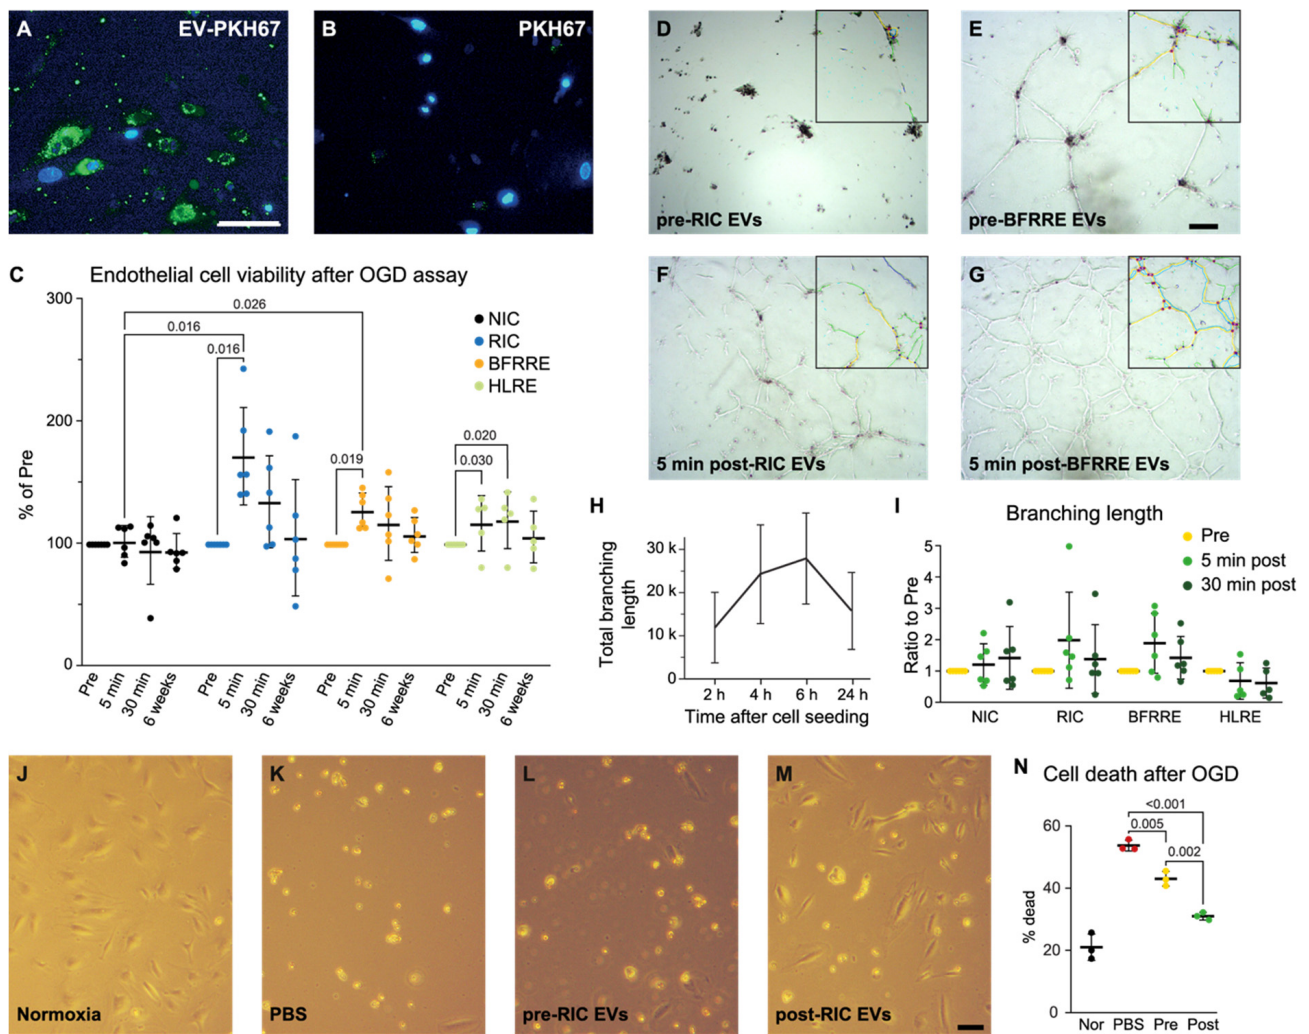 A
EV-PKH67
B
PKH67
D
pre-RIC EVs
E
pre-BFRRE EVs
C
Endothelial cell viability after OGD assay
% of Pre
300
200
100
0
0.016
0.026
0.016
0.019
0.020
0.030
NIC
RIC
BFRRE
HLRE
Pre
5 min
30 min
6 weeks
Pre
5 min
30 min
6 weeks
Pre
5 min
30 min
6 weeks
Pre
5 min
30 min
6 weeks
F
5 min post-RIC EVs
G
5 min post-BFRRE EVs
H
Total branching
length
30 k
20 k
10 k
0
2 h
4 h
6 h
24 h
Time after cell seeding
I
Branching length
Ratio to Pre
5
4
3
2
1
0
Pre
5 min post
30 min post
NIC
RIC
BFRRE
HLRE
J
Normoxia
K
PBS
L
pre-RIC EVs
M
post-RIC EVs
N
Cell death after OGD
% dead
60
40
20
0
<0.001
0.005
0.002
Nor
PBS
Pre
Post